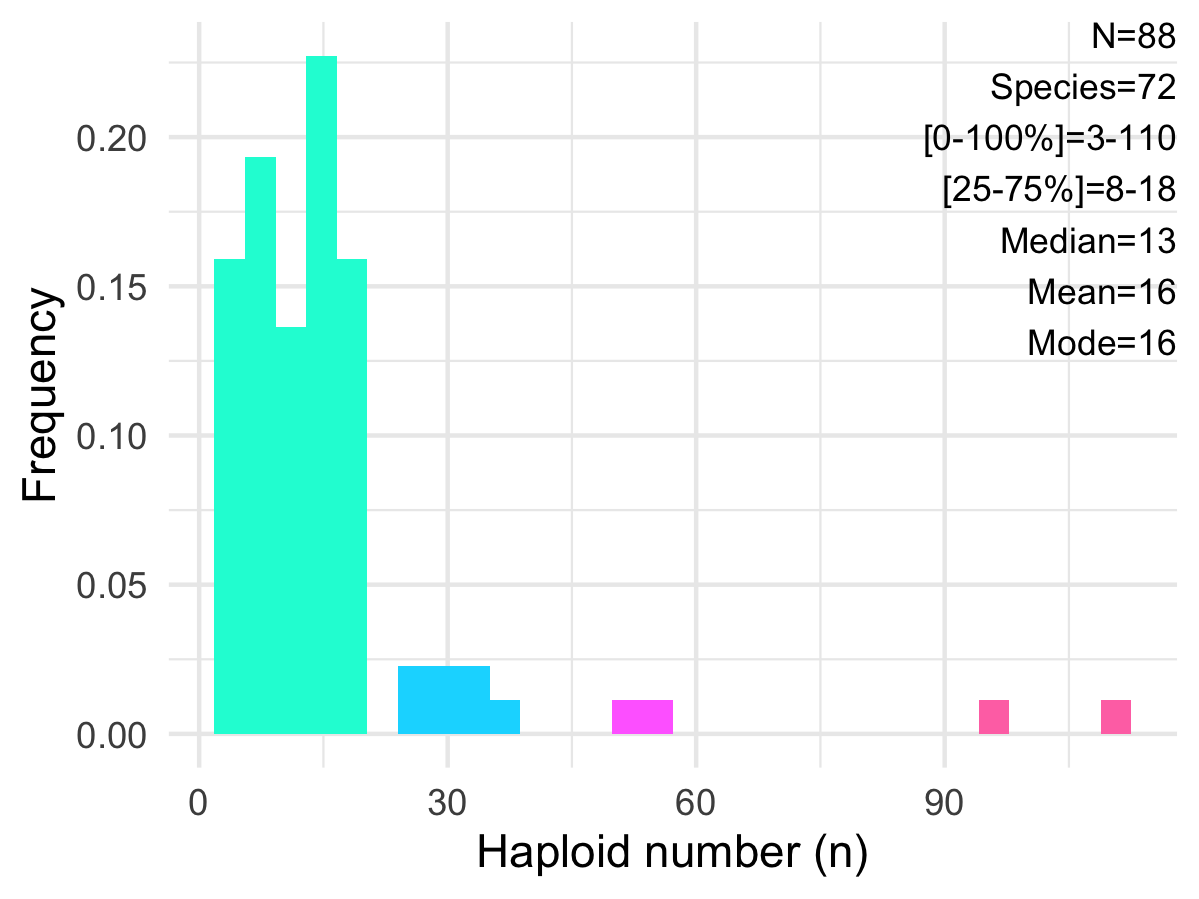 N=88
Species=72
[0-100%]=3-110
[25-75%]=8-18
Median=13
Mean=16
Mode=16
0.20
0.15
0.10
0.05
0.00
Frequency
0
30
60
90
Haploid number (n)